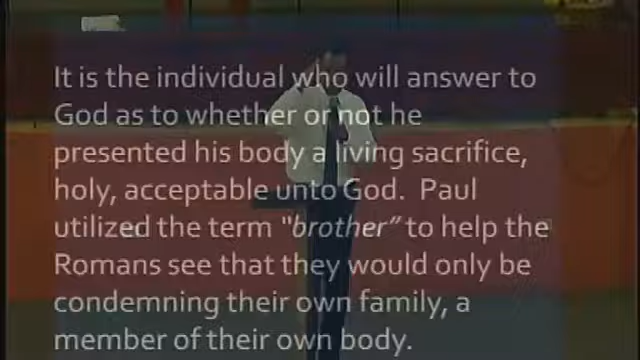 It is the individual who will answer to
God as to whether or not he
presented his body a living sacrifice,
holy, acceptable unto God.  Paul
utilized the term “brother” to help the
Romans see that they would only be
condemning their own family, a
member of their own body.